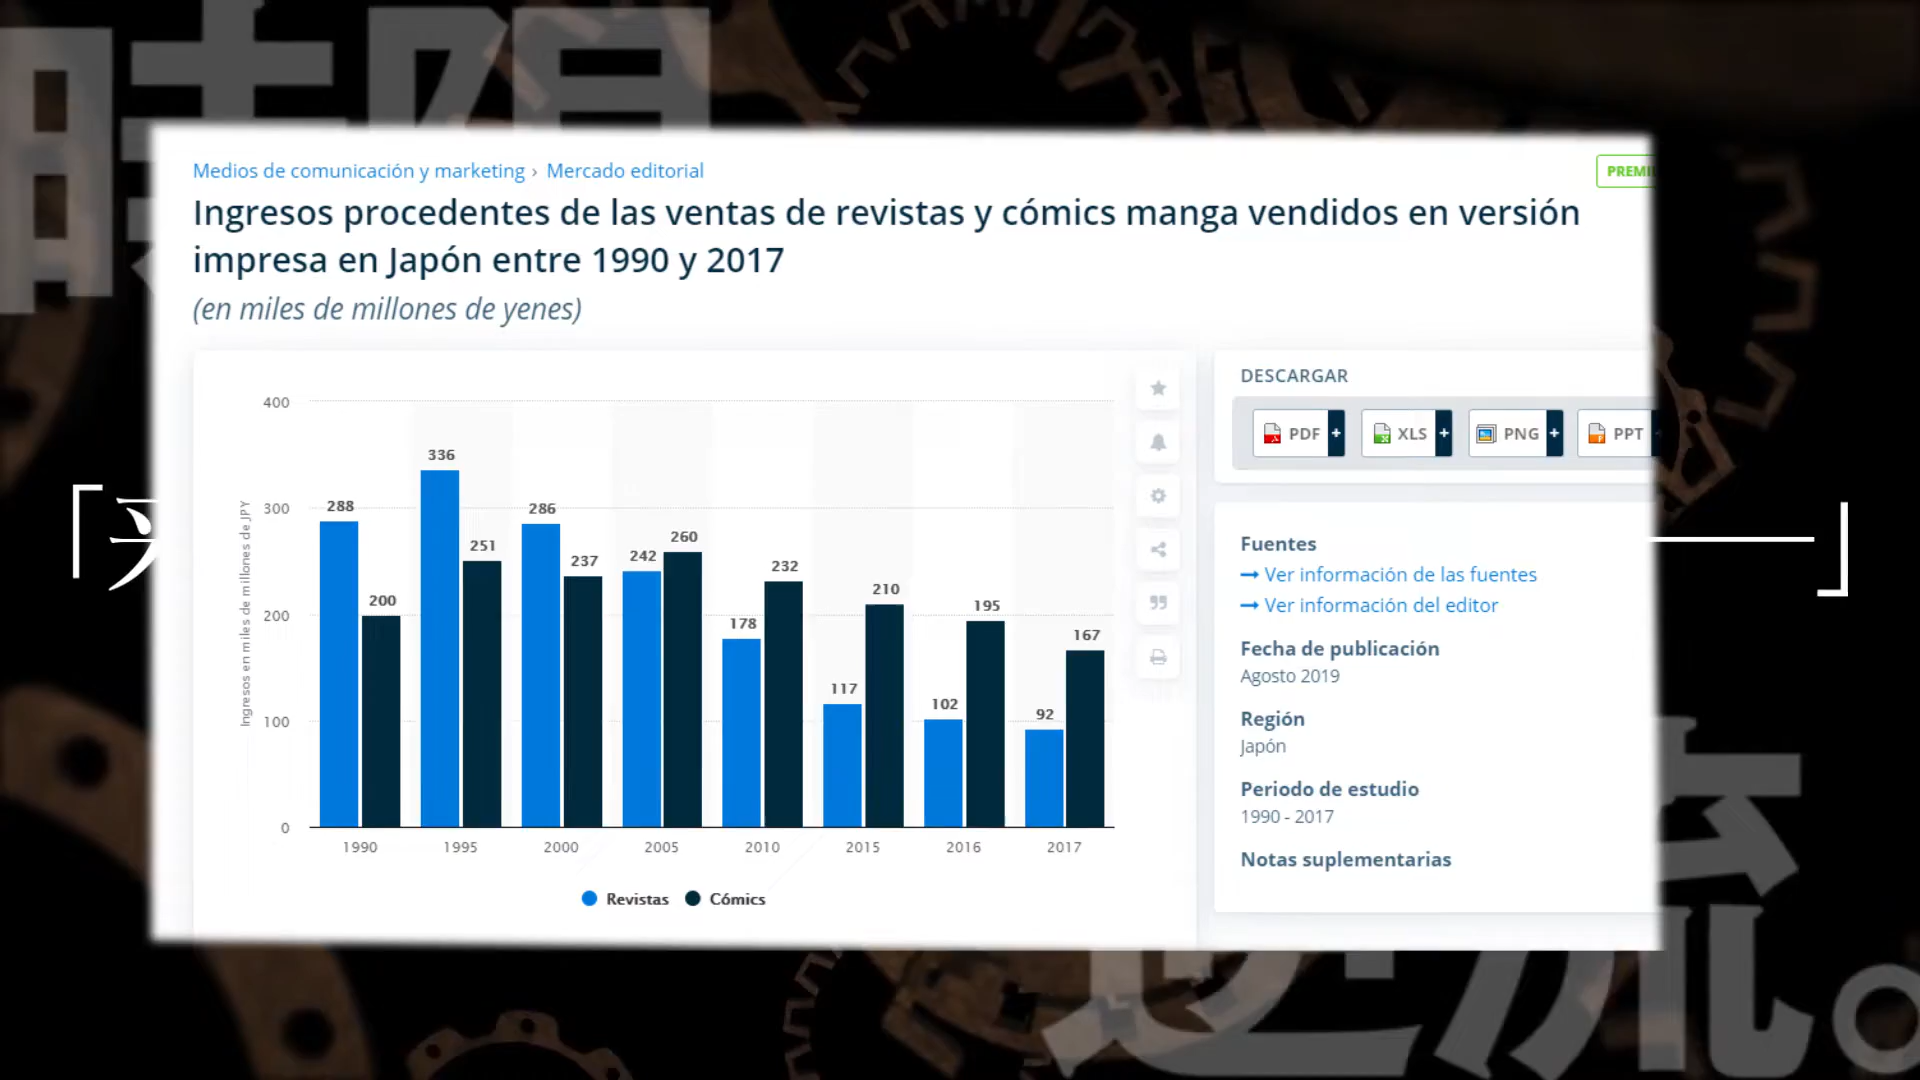 時間
Medios de comunicación y marketing › Mercado editorial
Ingresos procedentes de las ventas de revistas y cómics manga vendidos en versión
impresa en Japón entre 1990 y 2017
(en miles de millones de yenes)
DESCARGAR
PDF + XLS + PNG + PPT
Ingresos en miles de millones de JPY
400
300
200
100
0
288 200
336 251
286 237
242 260
178 232
117 210
102 195
92 167
1990 1995 2000 2005 2010 2015 2016 2017
Revistas Cómics
Fuentes
Ver información de las fuentes
Ver información del editor
Fecha de publicación
Agosto 2019
Región
Japón
Periodo de estudio
1990 - 2017
Notas suplementarias
逆流。